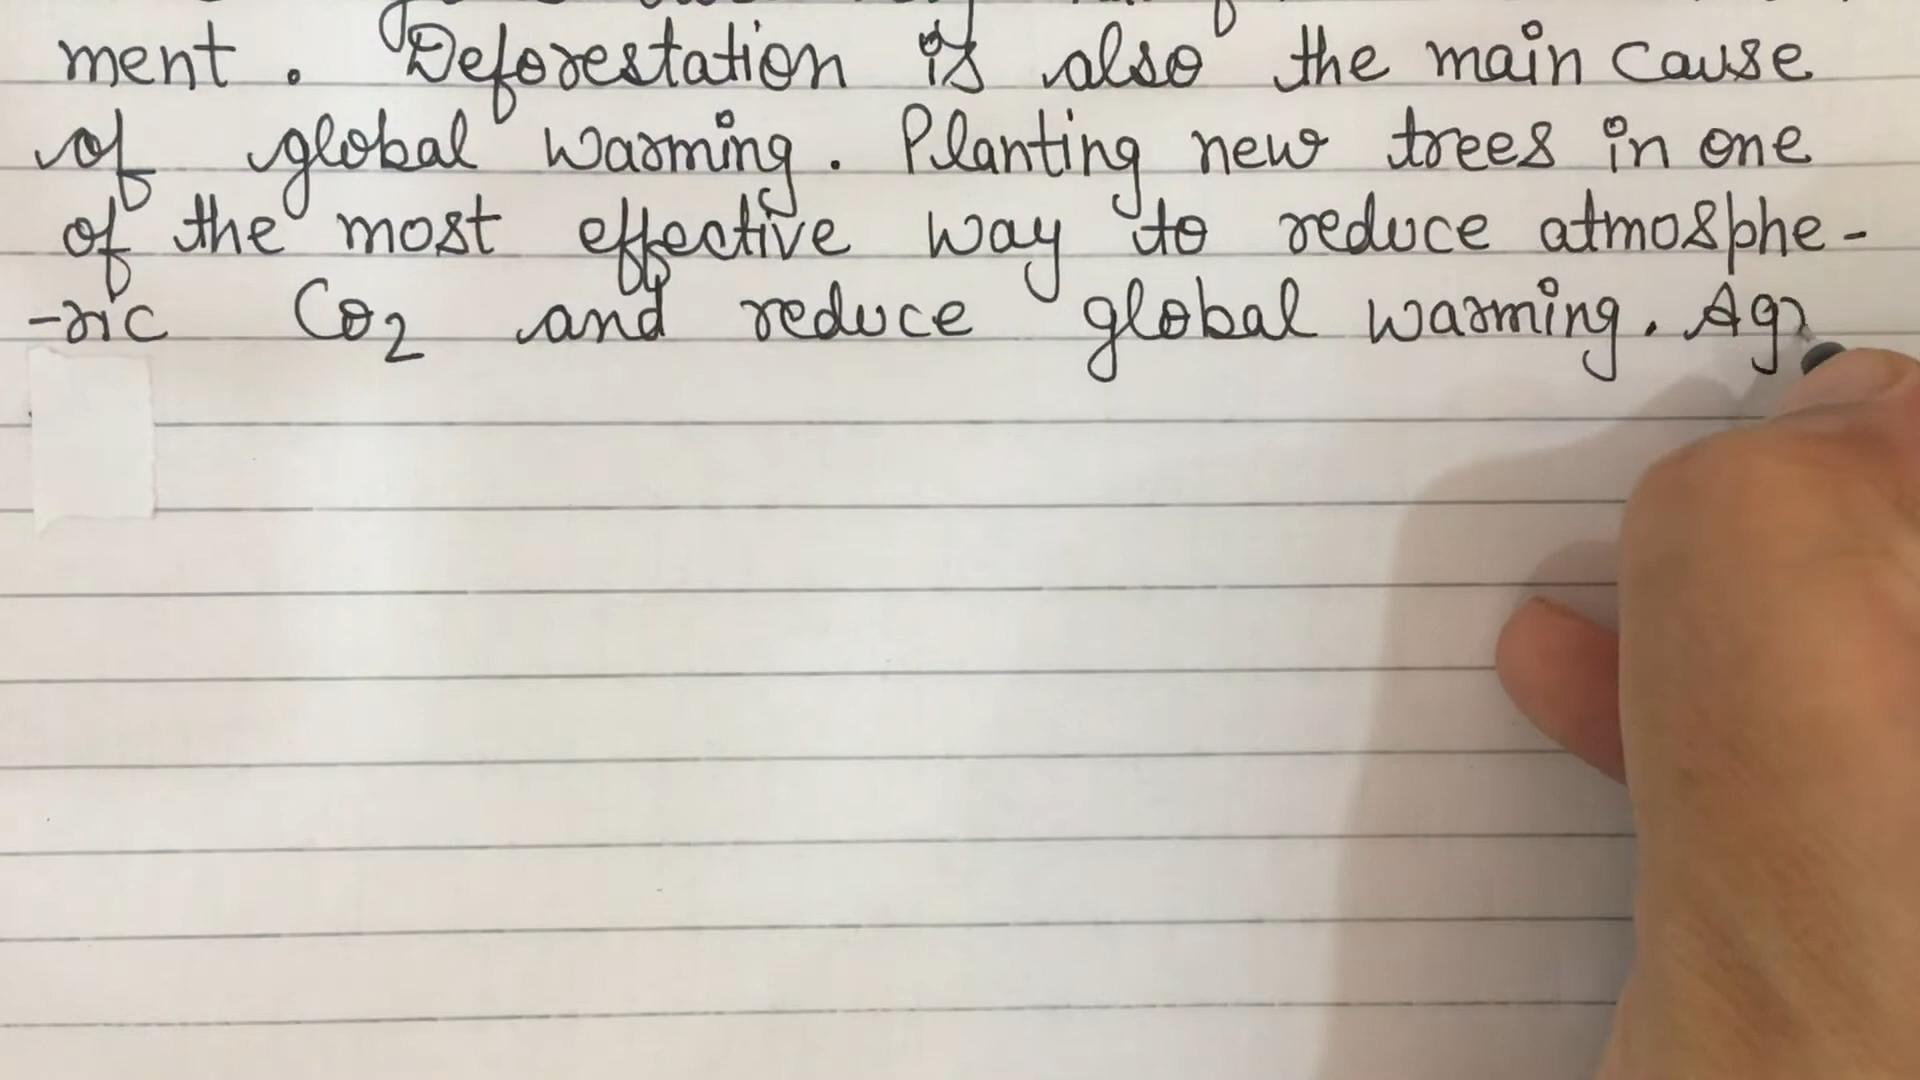 ment. Deforestation is also the main cause
of global warming. Planting new trees in one
of the most effective way to reduce atmosphe-
-ric Co2 and reduce global warming. Agr